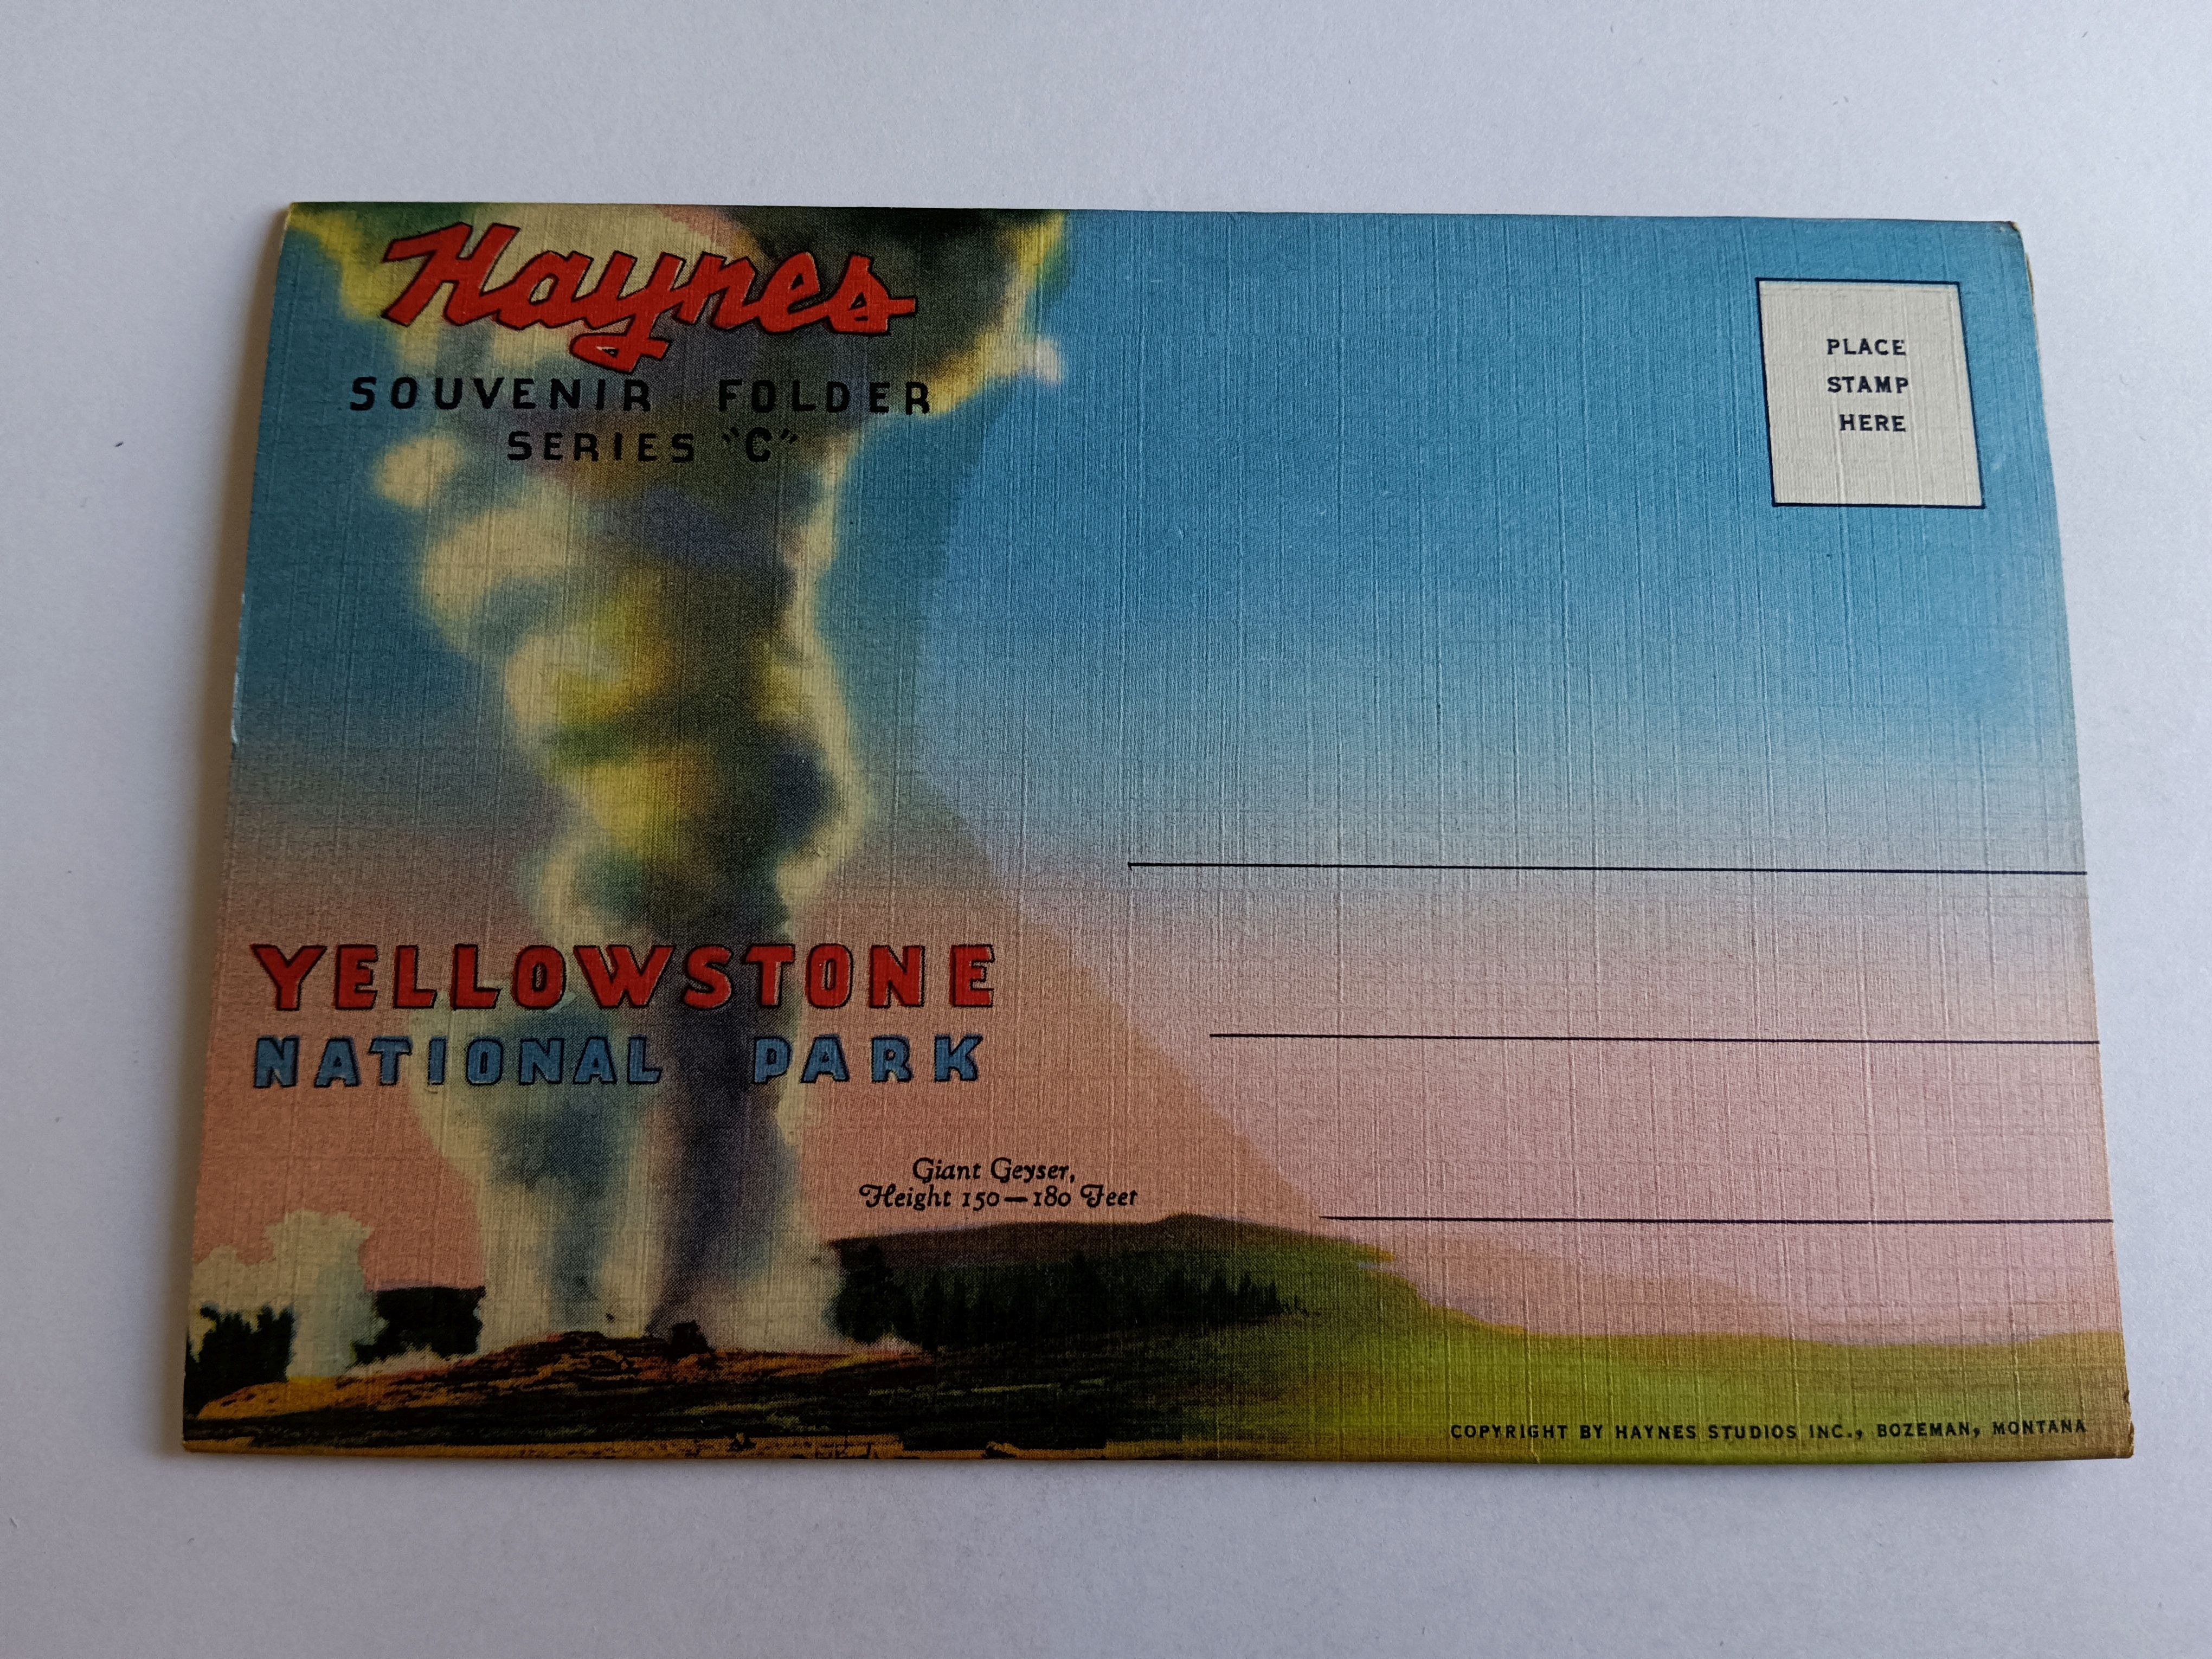 Haynes
SOUVENIR FOLDER
SERIES "C"
PLACE
STAMP
HERE
YELLOWSTONE
NATIONAL PARK
Giant Geyser,
Height 150—180 Feet
COPYRIGHT BY HAYNES STUDIOS INC., BOZEMAN, MONTANA